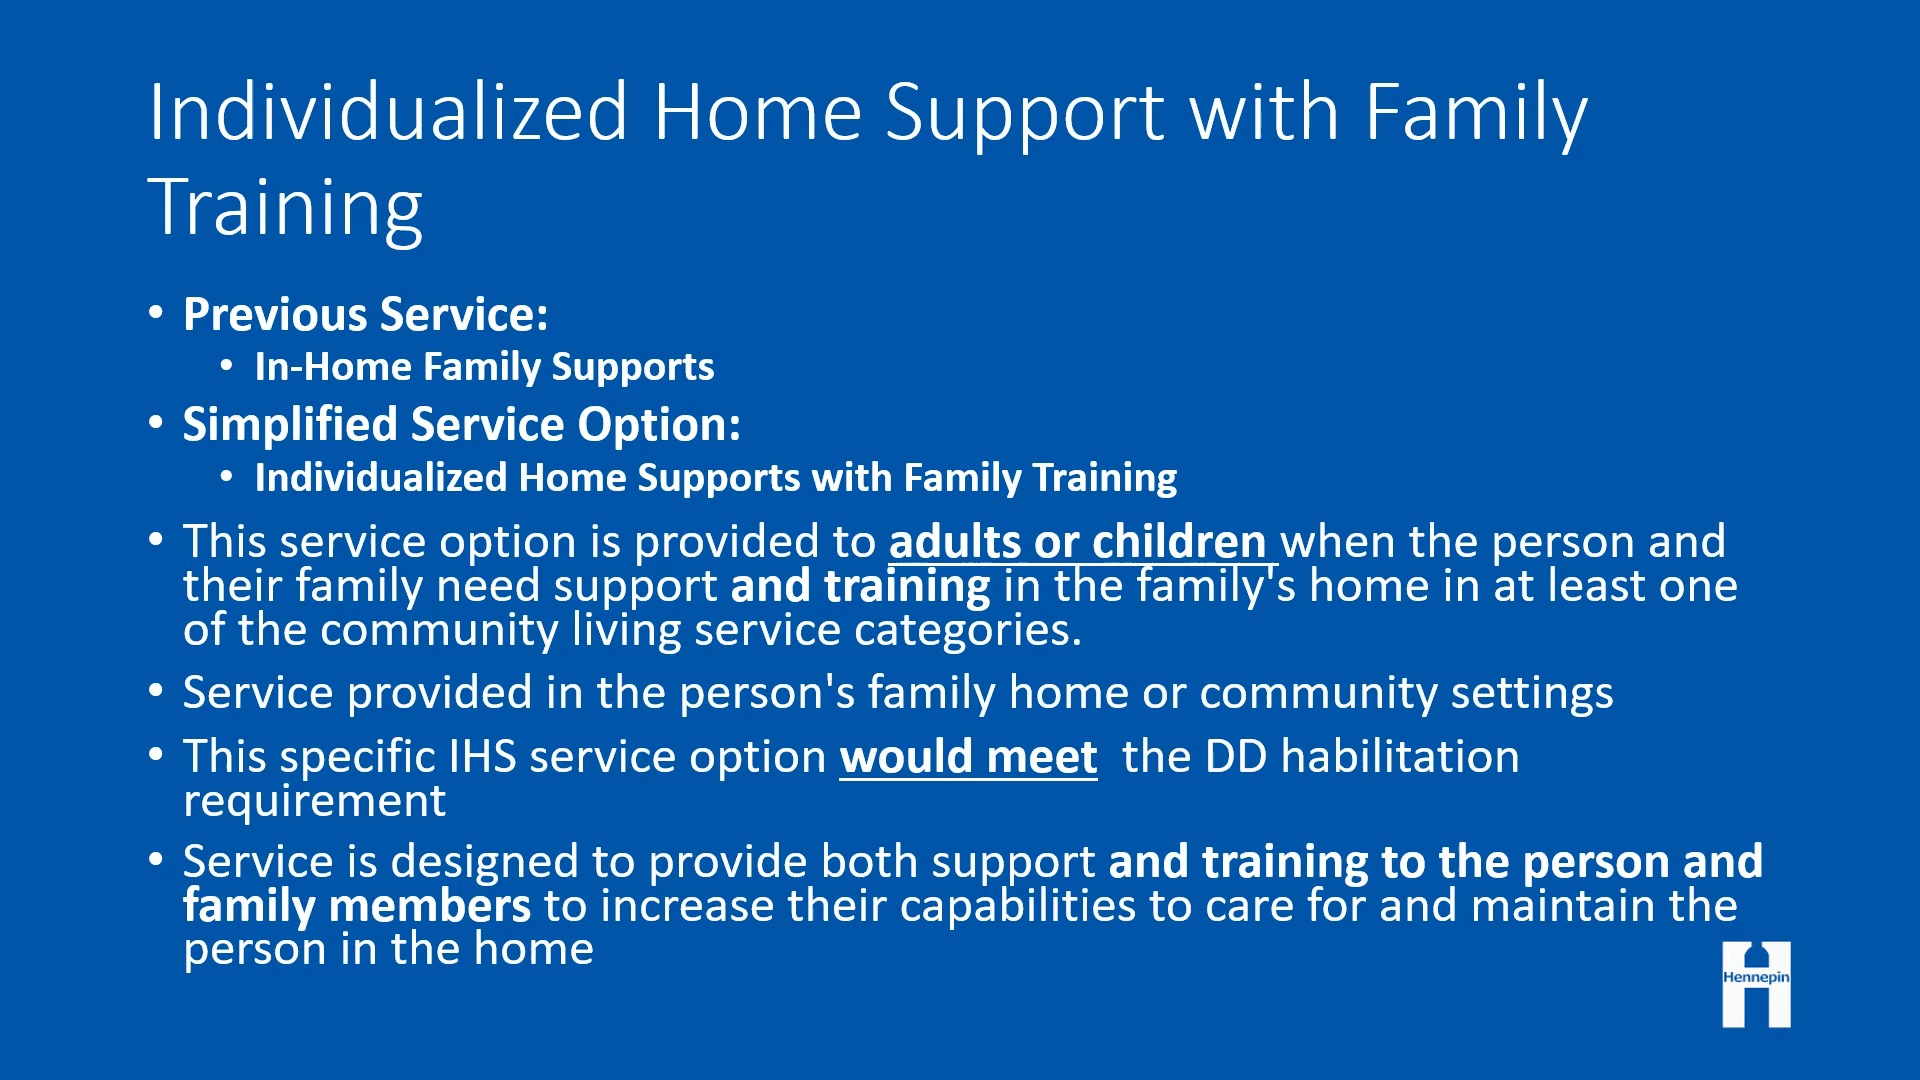 Individualized Home Support with Family
Training
• Previous Service:
• In-Home Family Supports
• Simplified Service Option:
• Individualized Home Supports with Family Training
• This service option is provided to adults or children when the person and
their family need support and training in the family's home in at least one
of the community living service categories.
• Service provided in the person's family home or community settings
• This specific IHS service option would meet  the DD habilitation
requirement
• Service is designed to provide both support and training to the person and
family members to increase their capabilities to care for and maintain the
person in the home
Hennepin